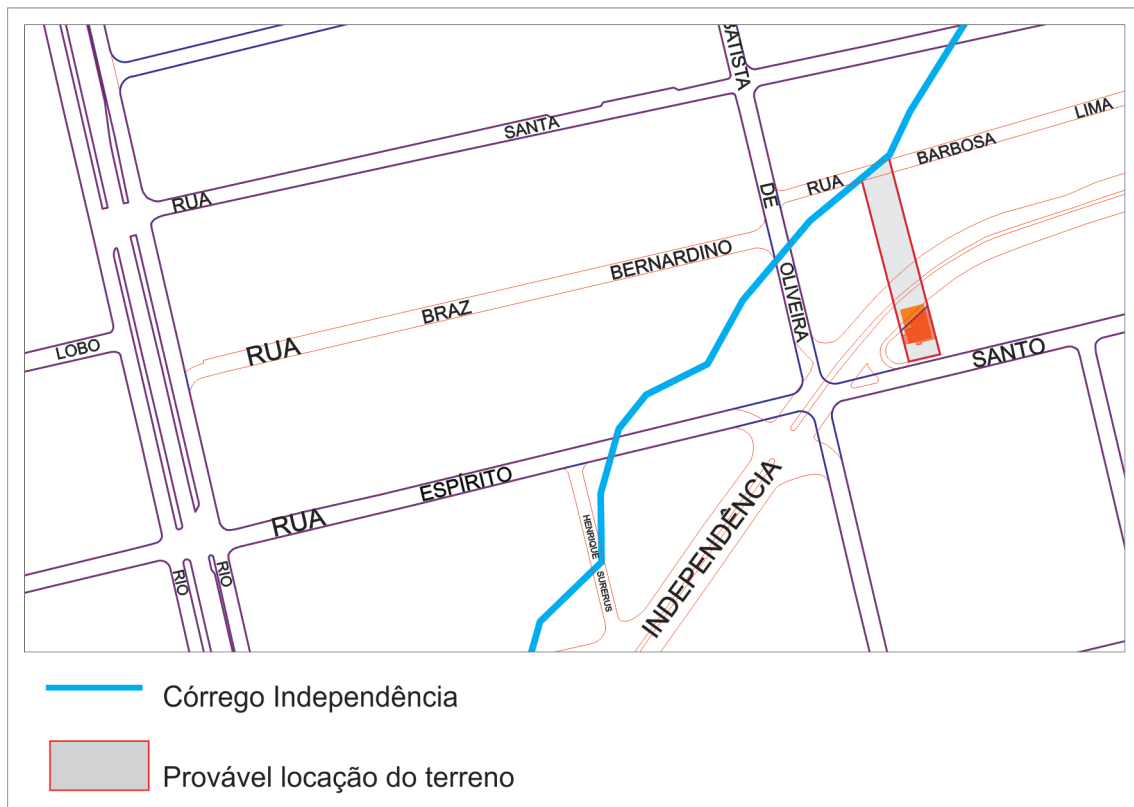 BATISTA
DE
OLIVEIRA
RUA SANTA
RUA BARBOSA LIMA
RUA BRAZ BERNARDINO
LOBO
RUA ESPÍRITO SANTO
RIO
RIO
HENRIQUE SURERUS
INDEPENDÊNCIA
Córrego Independência
Provável locação do terreno